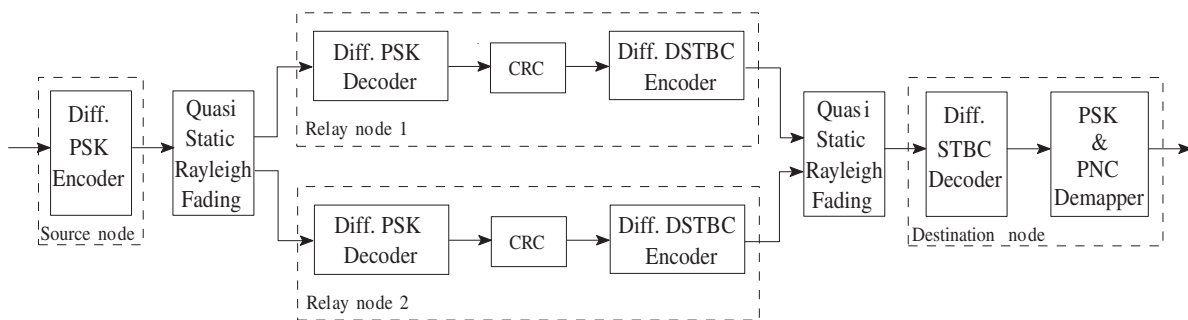 Diff.
PSK
Encoder
Source node
Quasi
Static
Rayleigh
Fading
Diff. PSK
Decoder
CRC
Diff. DSTBC
Encoder
Relay node 1
Diff. PSK
Decoder
CRC
Diff. DSTBC
Encoder
Relay node 2
Quasi
Static
Rayleigh
Fading
Diff.
STBC
Decoder
PSK
&
PNC
Demapper
Destination node